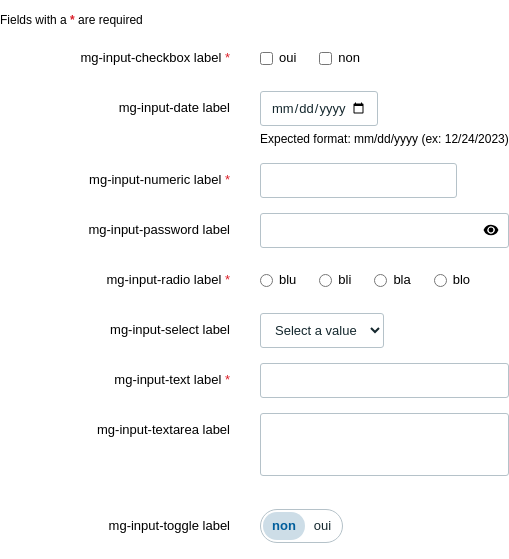 Fields with a * are required
mg-input-checkbox label * oui non
mg-input-date label mm/dd/yyyy
Expected format: mm/dd/yyyy (ex: 12/24/2023)
mg-input-numeric label *
mg-input-password label
mg-input-radio label * blu bli bla blo
mg-input-select label Select a value
mg-input-text label *
mg-input-textarea label
mg-input-toggle label non oui